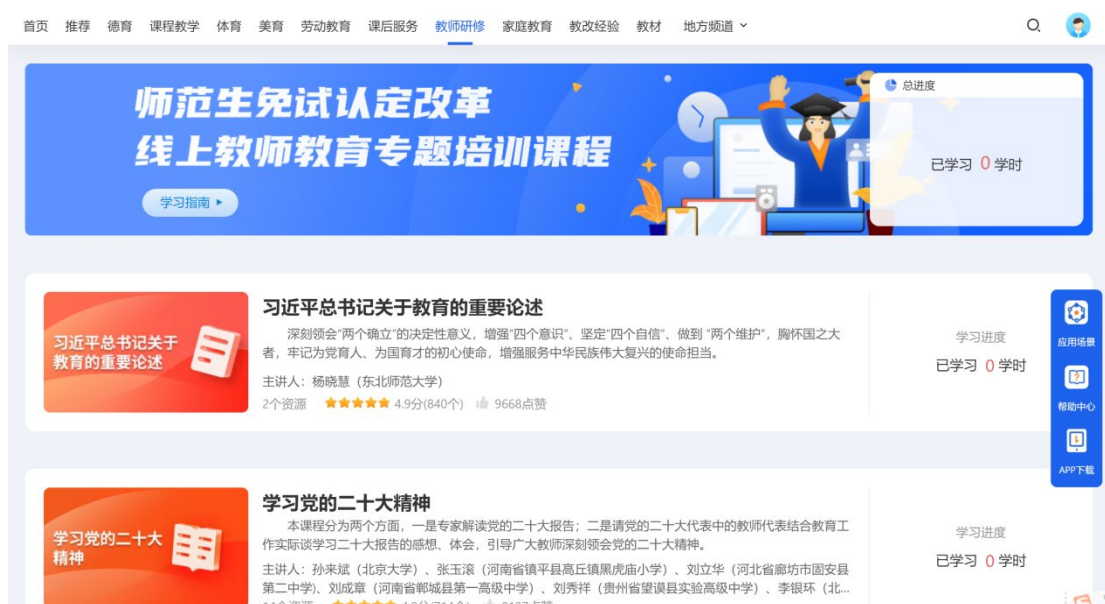 首页 推荐 德育 课程教学 体育 美育 劳动教育 课后服务 教师研修 家庭教育 教改经验 教材 地方频道
师范生免试认定改革
线上教师教育专题培训课程
学习指南
总进度
已学习 0 学时
习近平总书记关于
教育的重要论述
习近平总书记关于教育的重要论述
深刻领会“两个确立”的决定性意义，增强“四个意识”、坚定“四个自信”、做到 “两个维护”，胸怀国之大
者，牢记为党育人、为国育才的初心使命，增强服务中华民族伟大复兴的使命担当。
主讲人：杨晓慧（东北师范大学）
2个资源 4.9分(840个) 9668点赞
学习进度
已学习 0 学时
应用场景
帮助中心
APP下载
学习党的二十大
精神
学习党的二十大精神
本课程分为两个方面，一是专家解读党的二十大报告；二是请党的二十大代表中的教师代表结合教育工
作实际谈学习二十大报告的感想、体会，引导广大教师深刻领会党的二十大精神。
主讲人：孙来斌（北京大学）、张玉滚（河南省镇平县高丘镇黑虎庙小学）、刘立华（河北省廊坊市固安县
第二中学)、刘成章（河南省郸城县第一高级中学）、刘秀祥（贵州省望谟县实验高级中学）、李银环（北...
学习进度
已学习 0 学时